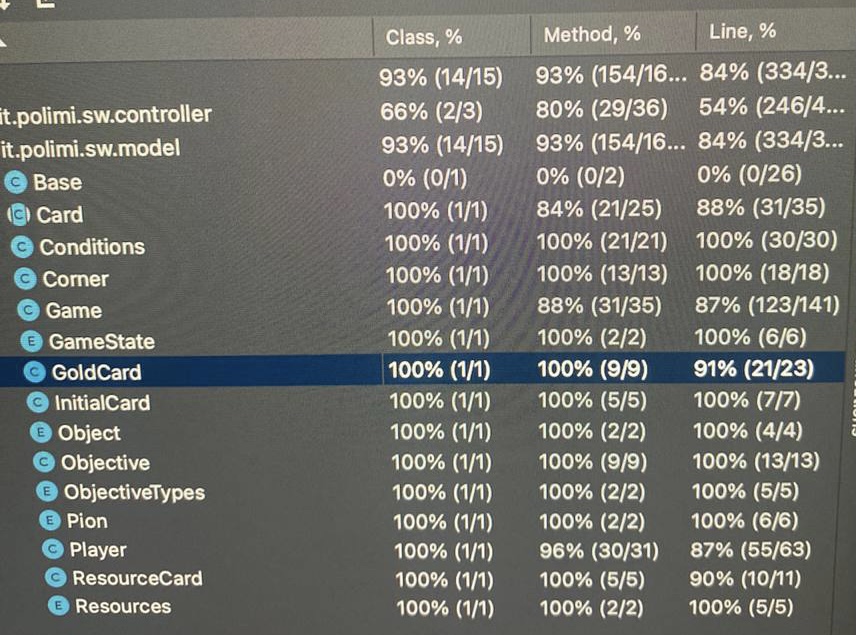 Class, % Method, % Line, %
93% (14/15) 93% (154/16... 84% (334/3...
it.polimi.sw.controller 66% (2/3) 80% (29/36) 54% (246/4...
it.polimi.sw.model 93% (14/15) 93% (154/16... 84% (334/3...
C Base 0% (0/1) 0% (0/2) 0% (0/26)
C Card 100% (1/1) 84% (21/25) 88% (31/35)
C Conditions 100% (1/1) 100% (21/21) 100% (30/30)
C Corner 100% (1/1) 100% (13/13) 100% (18/18)
C Game 100% (1/1) 88% (31/35) 87% (123/141)
E GameState 100% (1/1) 100% (2/2) 100% (6/6)
C GoldCard 100% (1/1) 100% (9/9) 91% (21/23)
C InitialCard 100% (1/1) 100% (5/5) 100% (7/7)
E Object 100% (1/1) 100% (2/2) 100% (4/4)
C Objective 100% (1/1) 100% (9/9) 100% (13/13)
E ObjectiveTypes 100% (1/1) 100% (2/2) 100% (5/5)
E Pion 100% (1/1) 100% (2/2) 100% (6/6)
C Player 100% (1/1) 96% (30/31) 87% (55/63)
C ResourceCard 100% (1/1) 100% (5/5) 90% (10/11)
E Resources 100% (1/1) 100% (2/2) 100% (5/5)